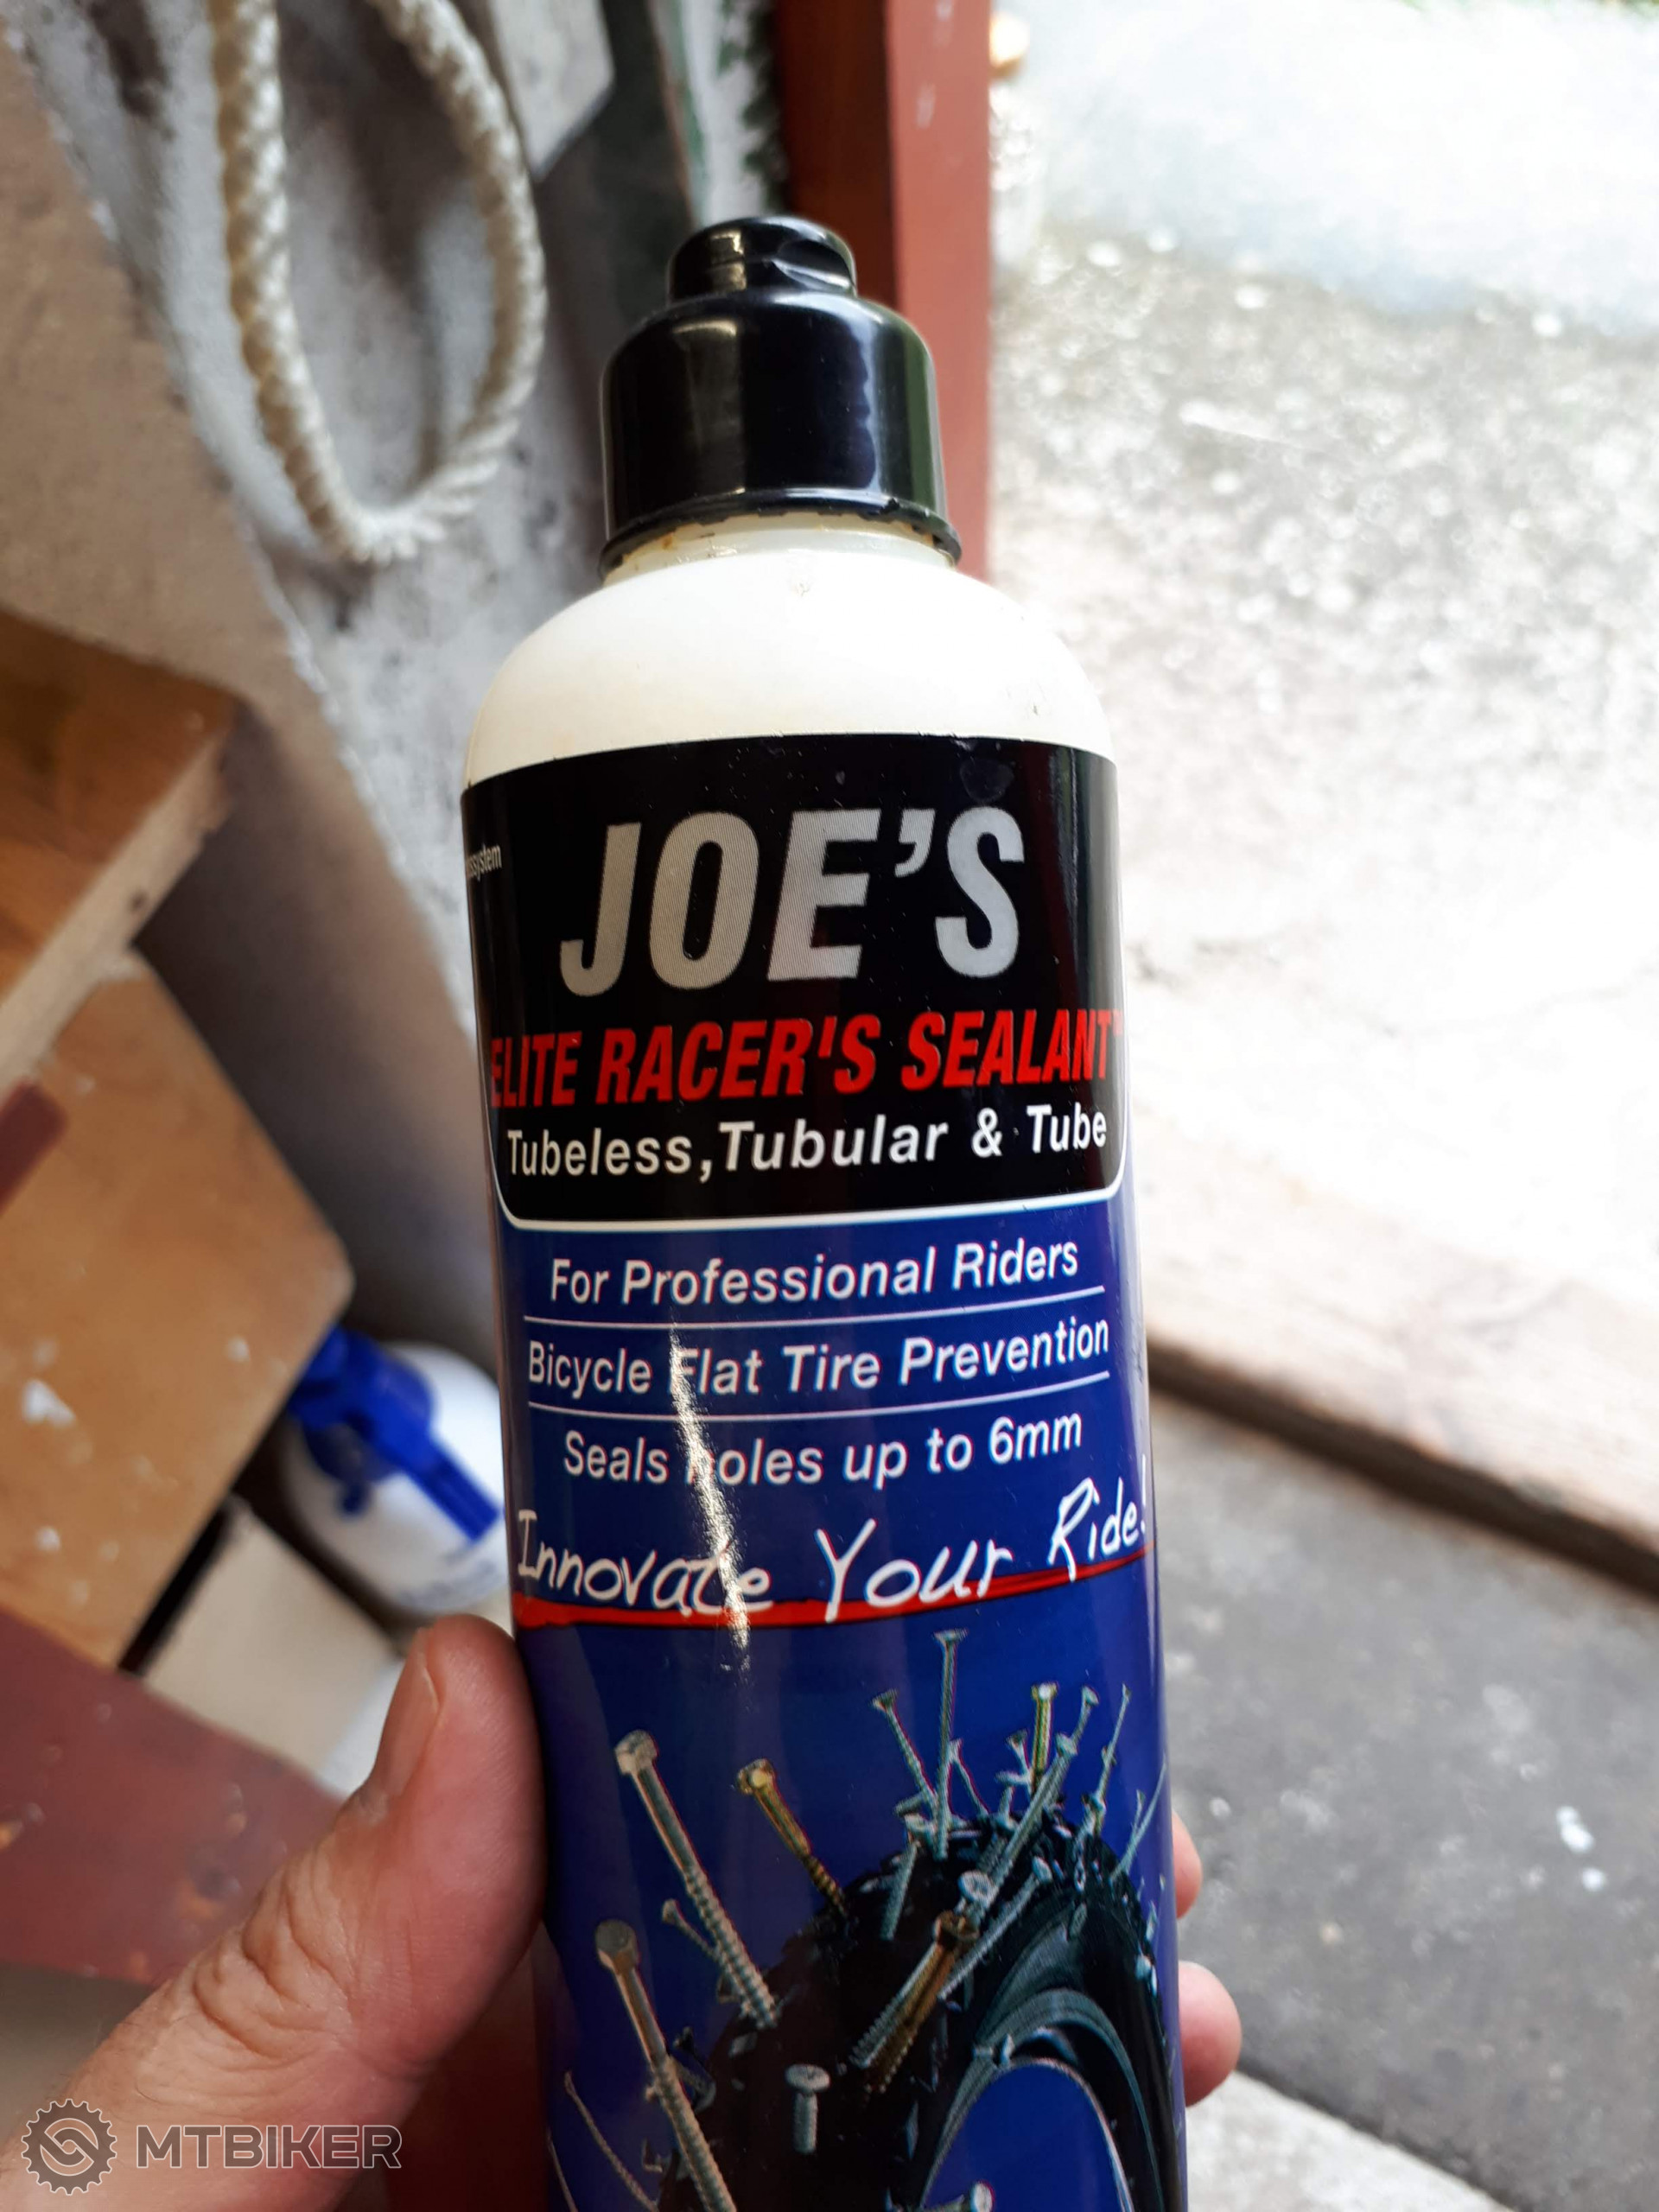 JOE'S
ELITE RACER'S SEALANT™
Tubeless, Tubular & Tube
For Professional Riders
Bicycle Flat Tire Prevention
Seals holes up to 6mm
Innovate Your Ride!
MTBIKER